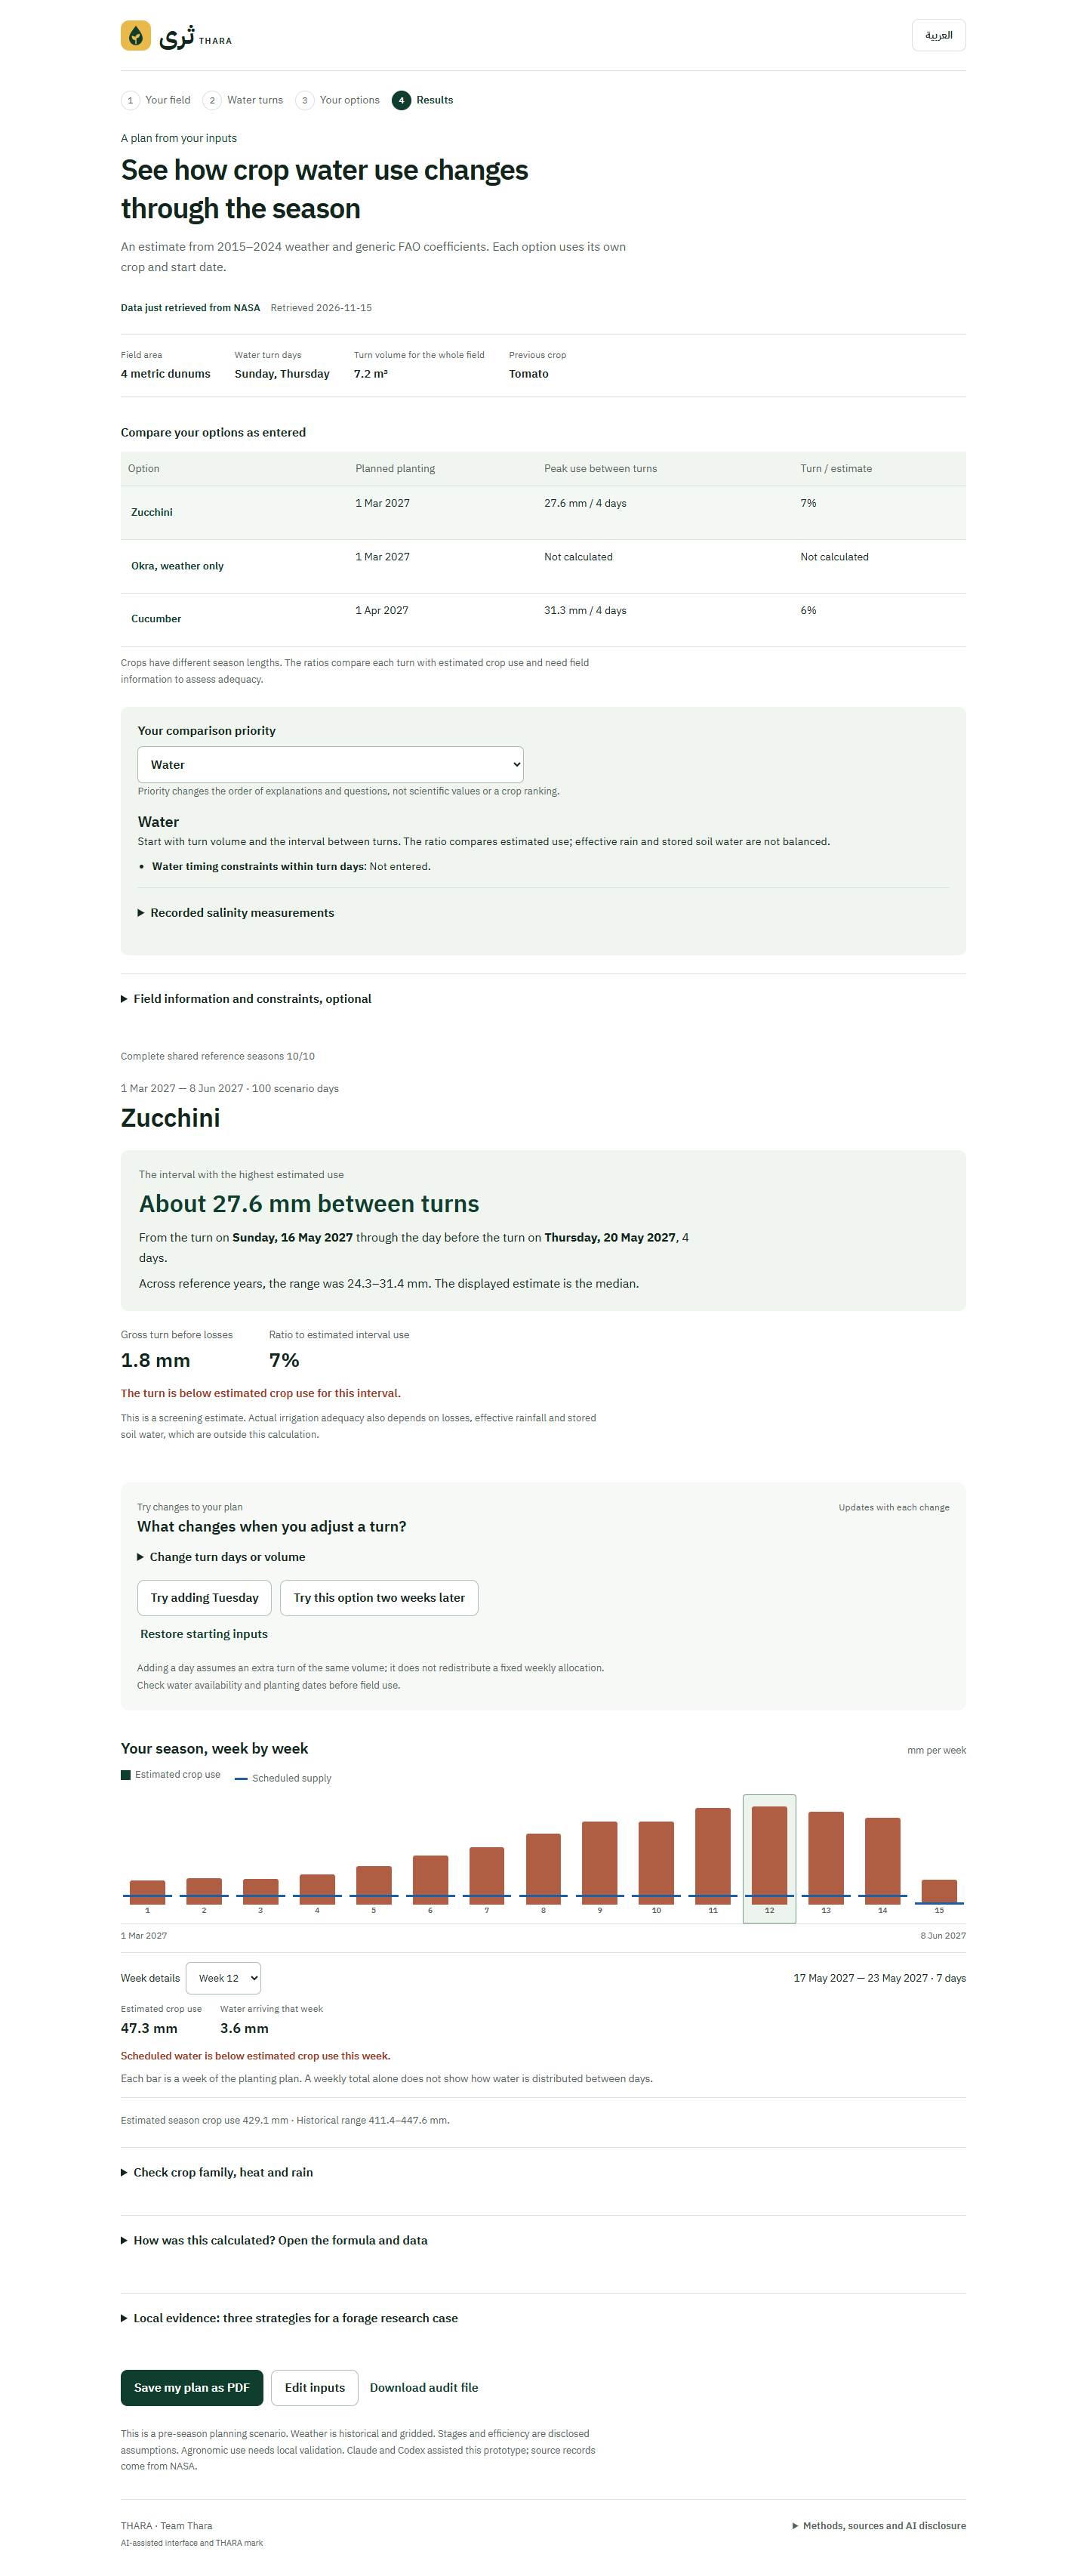 ثرى THARA
العربية
1 Your field 2 Water turns 3 Your options 4 Results
A plan from your inputs
See how crop water use changes
through the season
An estimate from 2015–2024 weather and generic FAO coefficients. Each option uses its own
crop and start date.
Data just retrieved from NASA Retrieved 2026-11-15
Field area Water turn days Turn volume for the whole field Previous crop
4 metric dunums Sunday, Thursday 7.2 m³ Tomato
Compare your options as entered
Option Planned planting Peak use between turns Turn / estimate
Zucchini 1 Mar 2027 27.6 mm / 4 days 7%
Okra, weather only 1 Mar 2027 Not calculated Not calculated
Cucumber 1 Apr 2027 31.3 mm / 4 days 6%
Crops have different season lengths. The ratios compare each turn with estimated crop use and need field
information to assess adequacy.
Your comparison priority
Water
Priority changes the order of explanations and questions, not scientific values or a crop ranking.
Water
Start with turn volume and the interval between turns. The ratio compares estimated use; effective rain and stored soil water are not balanced.
• Water timing constraints within turn days: Not entered.
▶ Recorded salinity measurements
▶ Field information and constraints, optional
Complete shared reference seasons 10/10
1 Mar 2027 — 8 Jun 2027 · 100 scenario days
Zucchini
The interval with the highest estimated use
About 27.6 mm between turns
From the turn on Sunday, 16 May 2027 through the day before the turn on Thursday, 20 May 2027, 4
days.
Across reference years, the range was 24.3–31.4 mm. The displayed estimate is the median.
Gross turn before losses Ratio to estimated interval use
1.8 mm 7%
The turn is below estimated crop use for this interval.
This is a screening estimate. Actual irrigation adequacy also depends on losses, effective rainfall and stored
soil water, which are outside this calculation.
Try changes to your plan Updates with each change
What changes when you adjust a turn?
▶ Change turn days or volume
Try adding Tuesday Try this option two weeks later
Restore starting inputs
Adding a day assumes an extra turn of the same volume; it does not redistribute a fixed weekly allocation.
Check water availability and planting dates before field use.
Your season, week by week mm per week
Estimated crop use Scheduled supply
1 2 3 4 5 6 7 8 9 10 11 12 13 14 15
1 Mar 2027 8 Jun 2027
Week details Week 12 17 May 2027 — 23 May 2027 · 7 days
Estimated crop use Water arriving that week
47.3 mm 3.6 mm
Scheduled water is below estimated crop use this week.
Each bar is a week of the planting plan. A weekly total alone does not show how water is distributed between days.
Estimated season crop use 429.1 mm · Historical range 411.4–447.6 mm.
▶ Check crop family, heat and rain
▶ How was this calculated? Open the formula and data
▶ Local evidence: three strategies for a forage research case
Save my plan as PDF Edit inputs Download audit file
This is a pre-season planning scenario. Weather is historical and gridded. Stages and efficiency are disclosed
assumptions. Agronomic use needs local validation. Claude and Codex assisted this prototype; source records
come from NASA.
THARA · Team Thara ▶ Methods, sources and AI disclosure
AI-assisted interface and THARA mark